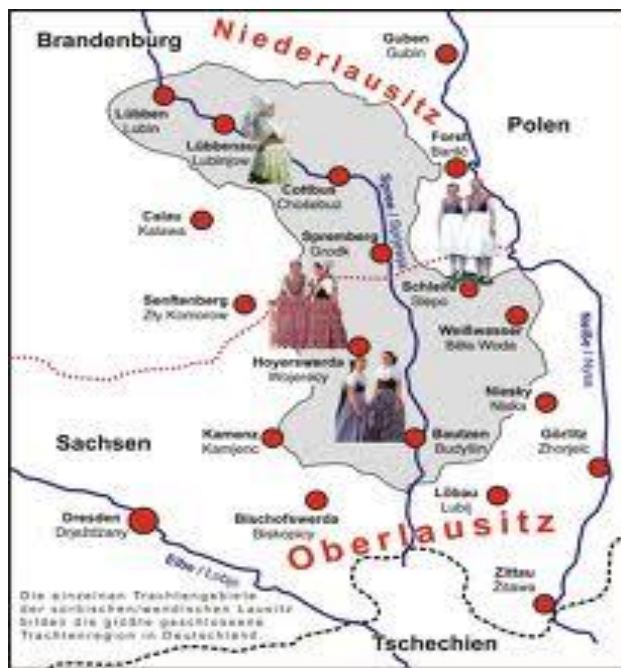 Brandenburg
Niederlausitz
Guben
Gubin
Polen
Lübben
Lubin
Lübbenau
Lubnjow
Forst
Cottbus
Chośebuz
Calau
Kalawa
Spremberg
Grodk
Spree /
Schleife
Slepo
Senftenberg
Zły Komorow
Weißwasser
Běła Woda
Neiße / Nysa
Hoyerswerda
Wojerecy
Niesky
Niska
Sachsen
Kamenz
Kamjenc
Bautzen
Budyšin
Görlitz
Zhorjelc
Löbau
Lubij
Dresden
Drježdźany
Bischofswerda
Biskopicy
Oberlausitz
Elbe / Łobjo
Zittau
Žitawa
Die einzelnen Trachtengebiete
der sorbischen/wendischen Lausitz
bilden die größte geschlossene
Trachtenregion in Deutschland.
Tschechien